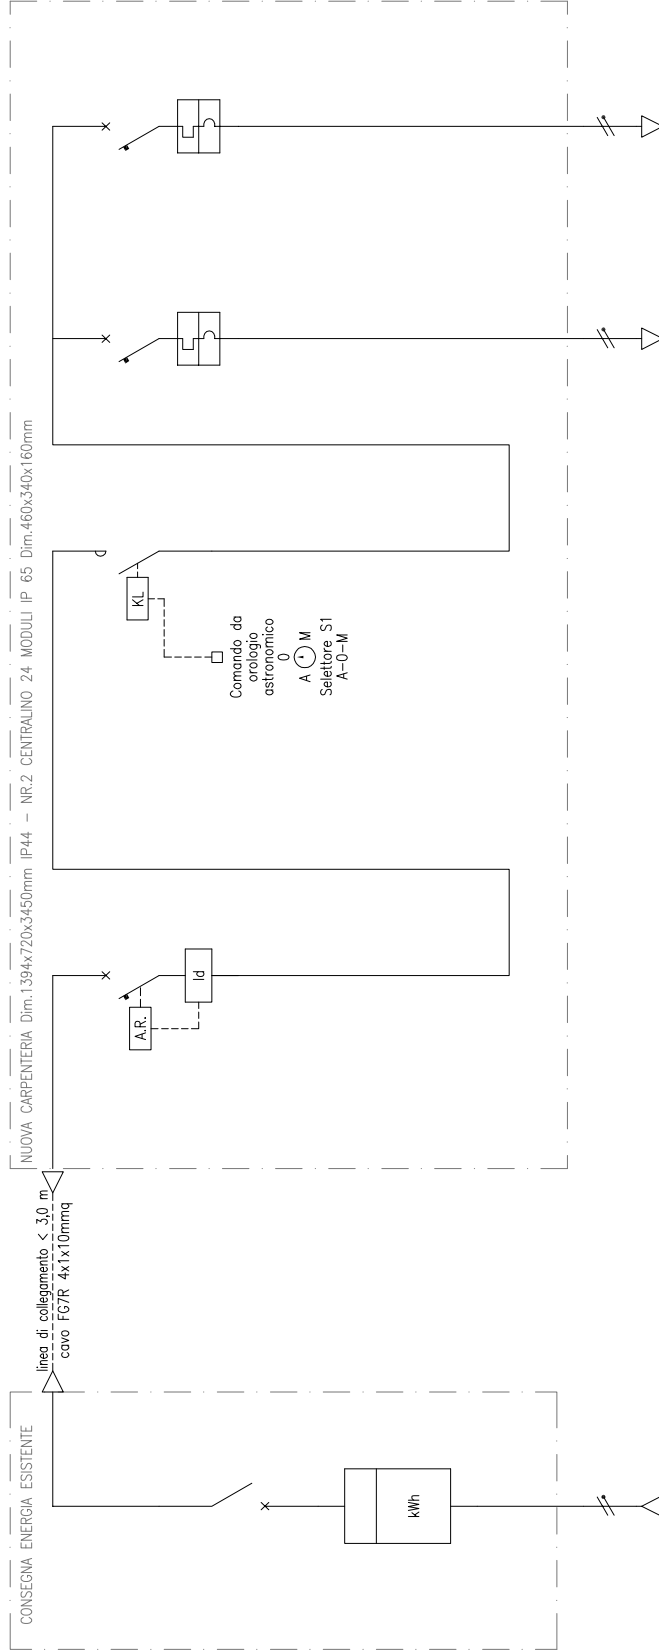 CONSEGNA ENERGIA ESISTENTE
kWh
linea di collegamento < 3,0 m
cavo FG7R 4x1x10mmq
NUOVA CARPENTERIA Dim.1394x720x3450mm IP44 - NR.2 CENTRALINO 24 MODULI IP 65 Dim.460x340x160mm
A.R.
Id
KL
Comando da
orologio
astronomico
0
A M
Selettore S1
A-0-M